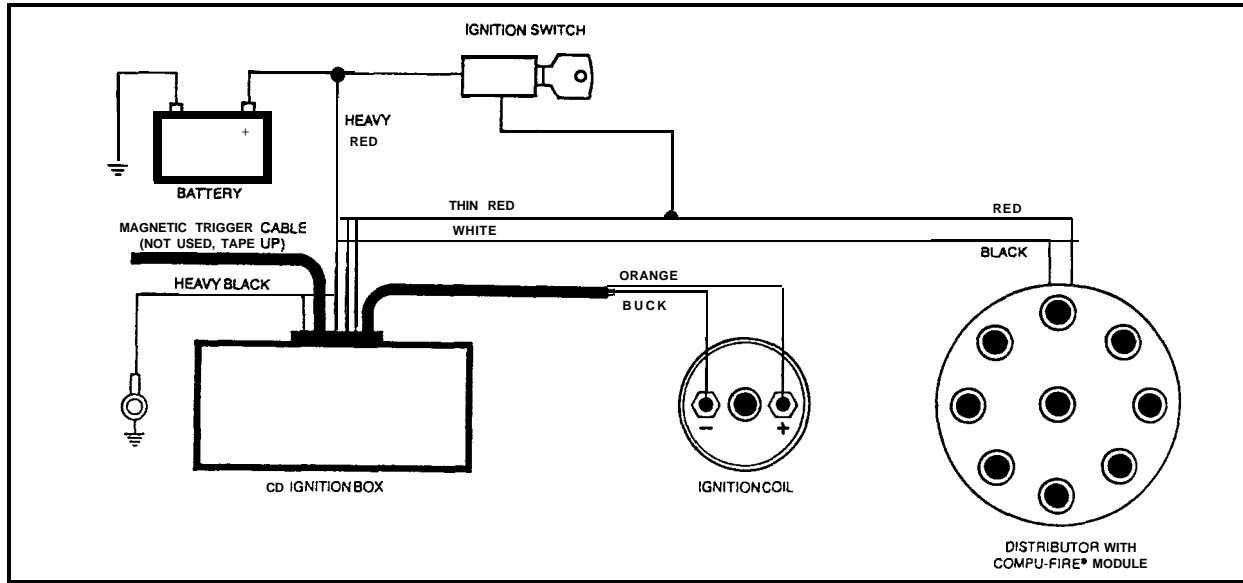 IGNITION SWITCH
HEAVY
RED
+
BATTERY
THIN RED
RED
MAGNETIC TRIGGER CABLE
(NOT USED, TAPE UP)
WHITE
BLACK
HEAVY BLACK
ORANGE
BUCK
−
+
CD IGNITION BOX
IGNITION COIL
DISTRIBUTOR WITH
COMPU-FIRE® MODULE